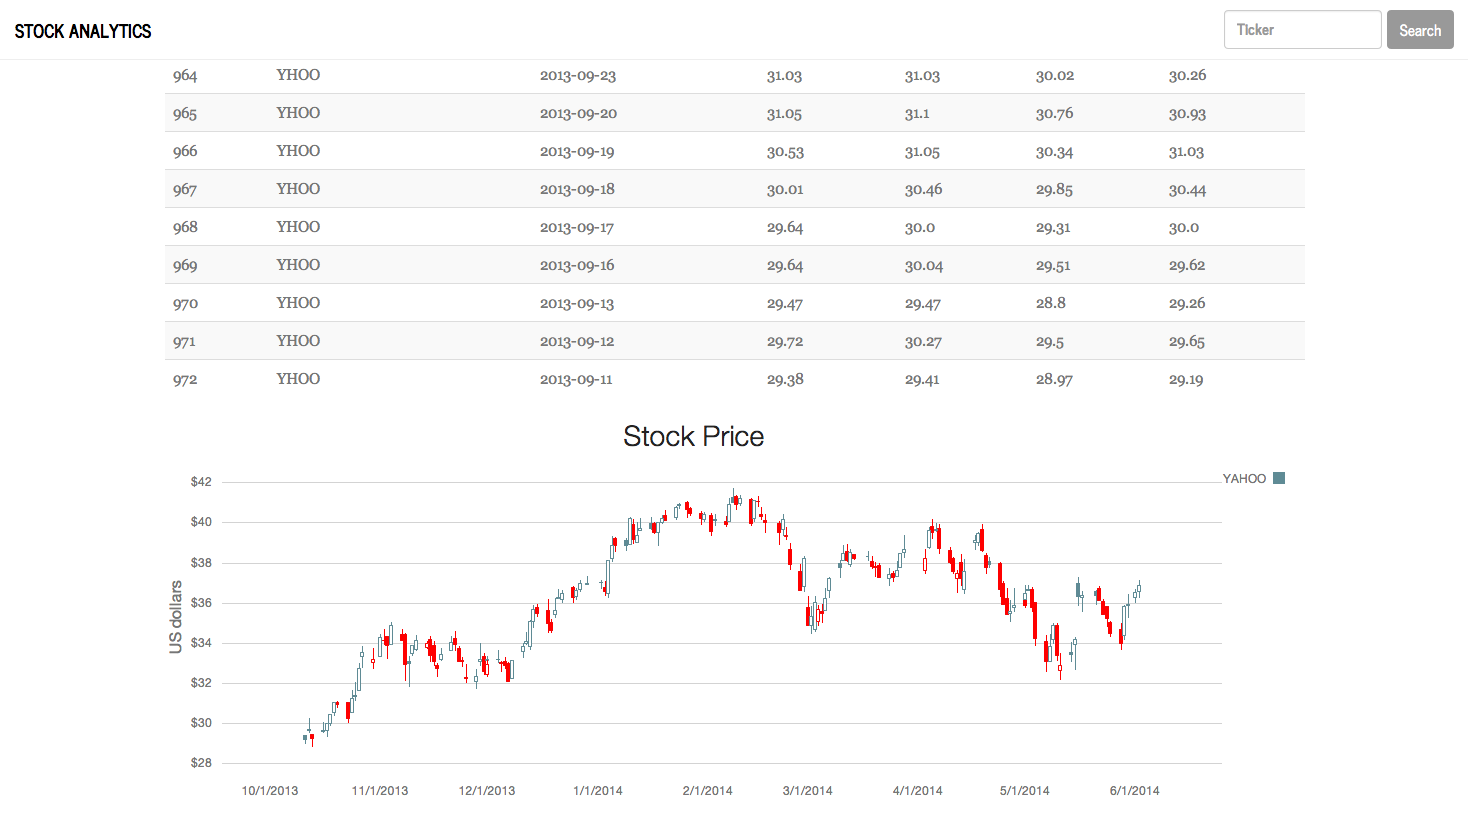 STOCK ANALYTICS Ticker Search
964 YHOO 2013-09-23 31.03 31.03 30.02 30.26
965 YHOO 2013-09-20 31.05 31.1 30.76 30.93
966 YHOO 2013-09-19 30.53 31.05 30.34 31.03
967 YHOO 2013-09-18 30.01 30.46 29.85 30.44
968 YHOO 2013-09-17 29.64 30.0 29.31 30.0
969 YHOO 2013-09-16 29.64 30.04 29.51 29.62
970 YHOO 2013-09-13 29.47 29.47 28.8 29.26
971 YHOO 2013-09-12 29.72 30.27 29.5 29.65
972 YHOO 2013-09-11 29.38 29.41 28.97 29.19
Stock Price
YAHOO
US dollars
$42
$40
$38
$36
$34
$32
$30
$28
10/1/2013 11/1/2013 12/1/2013 1/1/2014 2/1/2014 3/1/2014 4/1/2014 5/1/2014 6/1/2014